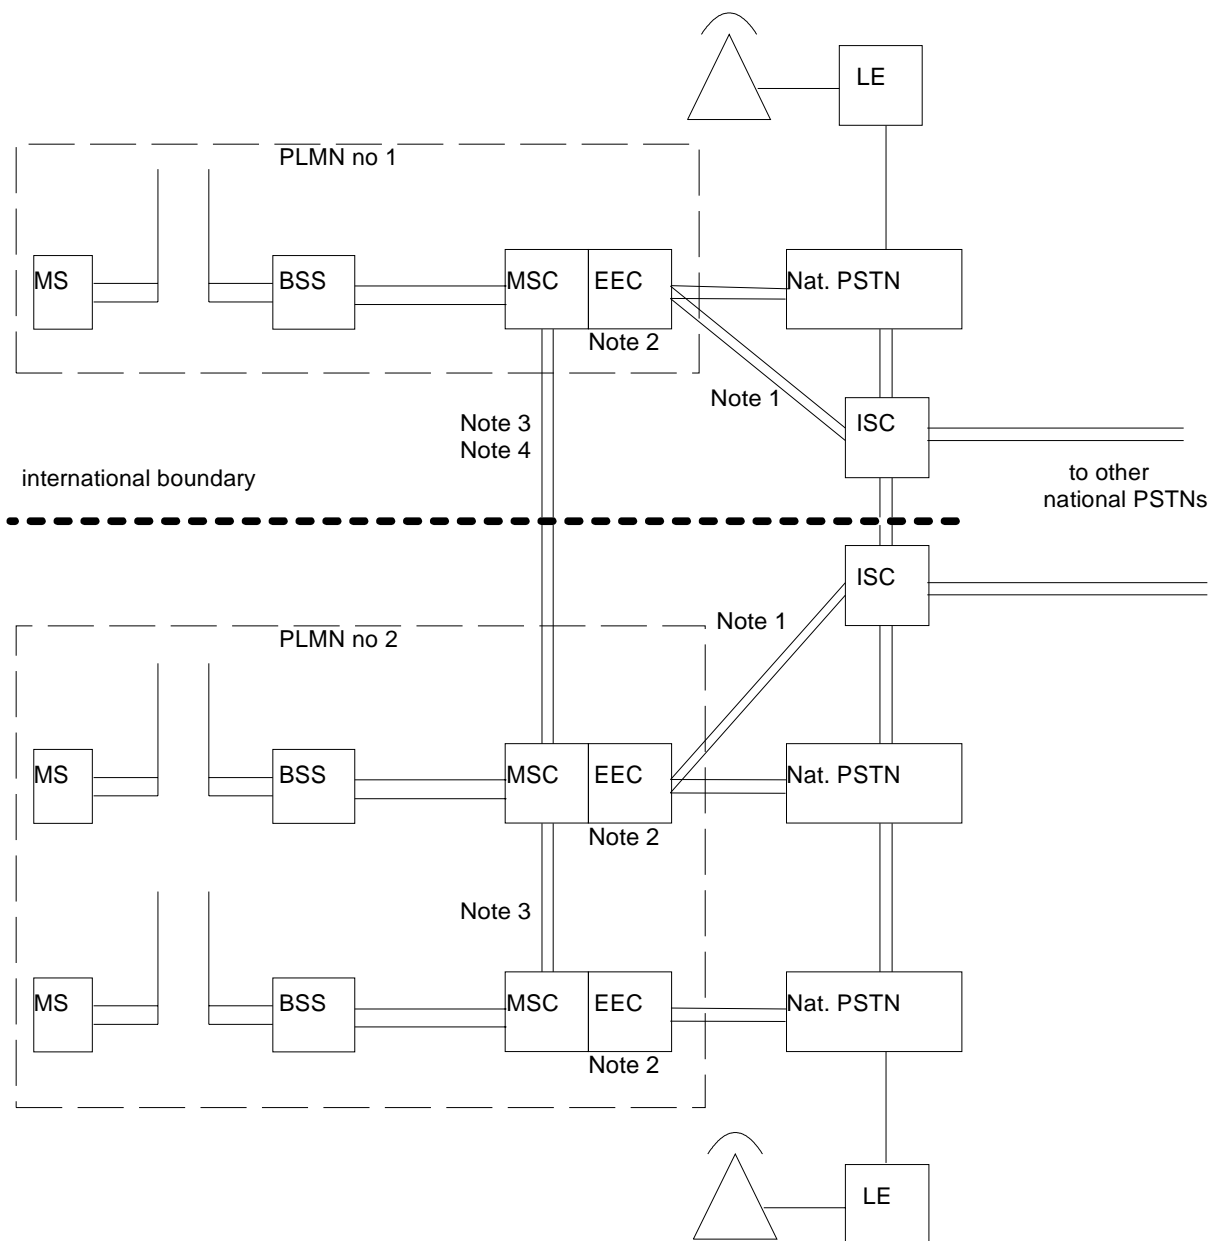 LE
PLMN no 1
MS
BSS
MSC
EEC
Nat. PSTN
Note 2
Note 1
ISC
Note 3
Note 4
international boundary
to other
national PSTNs
ISC
Note 1
PLMN no 2
MS
BSS
MSC
EEC
Nat. PSTN
Note 2
Note 3
MS
BSS
MSC
EEC
Nat. PSTN
Note 2
LE